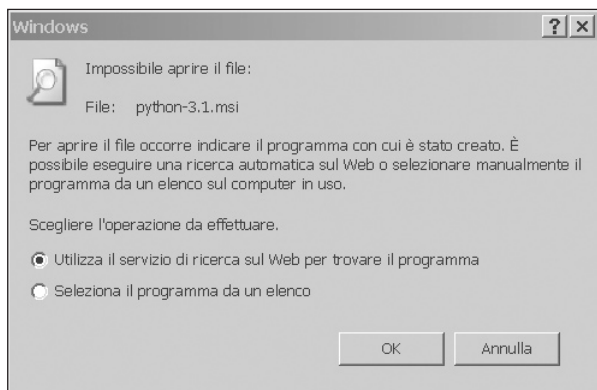 Windows
Impossibile aprire il file:
File: python-3.1.msi
Per aprire il file occorre indicare il programma con cui è stato creato. È
possibile eseguire una ricerca automatica sul Web o selezionare manualmente il
programma da un elenco sul computer in uso.
Scegliere l'operazione da effettuare.
Utilizza il servizio di ricerca sul Web per trovare il programma
Seleziona il programma da un elenco
OK Annulla